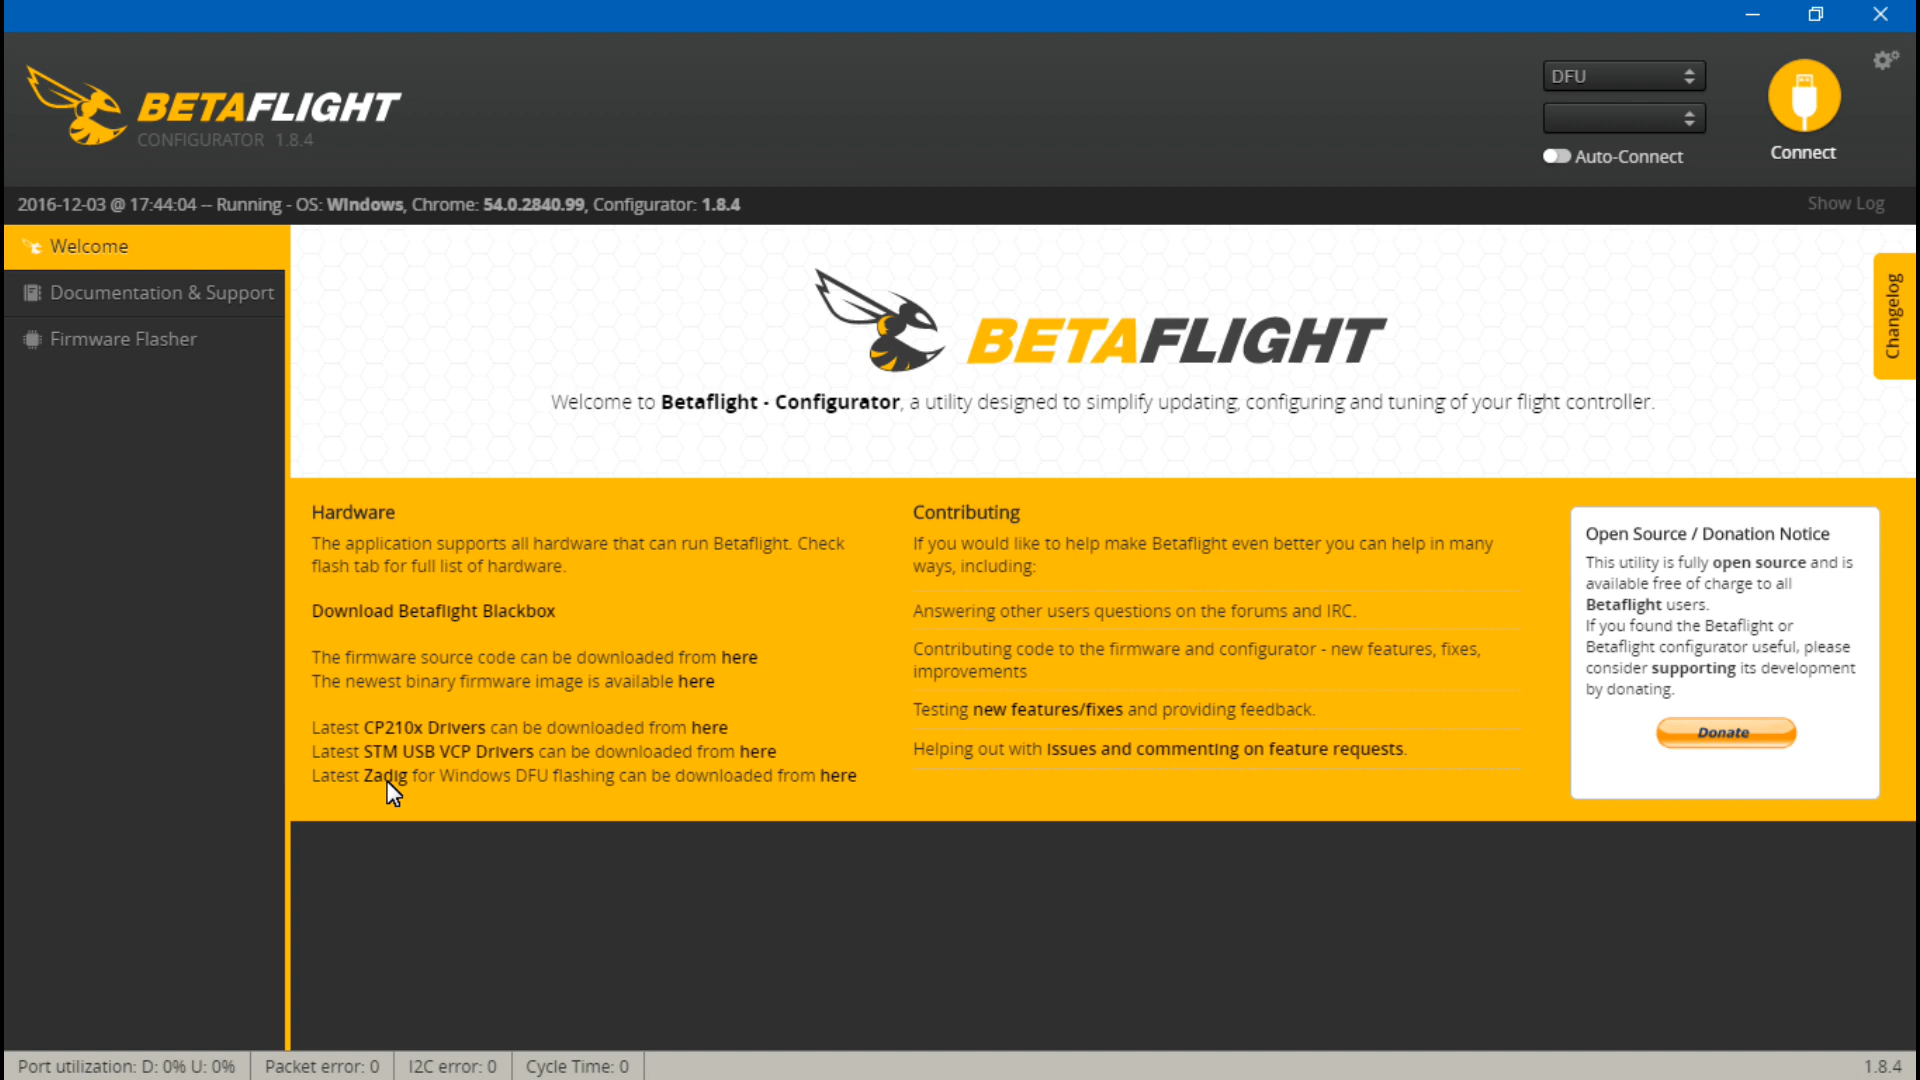 BETAFLIGHT
CONFIGURATOR 1.8.4
DFU
Auto-Connect
Connect
2016-12-03 @ 17:44:04 -- Running - OS: Windows, Chrome: 54.0.2840.99, Configurator: 1.8.4
Show Log
Welcome
Documentation & Support
Firmware Flasher
BETAFLIGHT
Changelog
Welcome to Betaflight - Configurator, a utility designed to simplify updating, configuring and tuning of your flight controller.
Hardware
The application supports all hardware that can run Betaflight. Check
flash tab for full list of hardware.
Download Betaflight Blackbox
The firmware source code can be downloaded from here
The newest binary firmware image is available here
Latest CP210x Drivers can be downloaded from here
Latest STM USB VCP Drivers can be downloaded from here
Latest Zadig for Windows DFU flashing can be downloaded from here
Contributing
If you would like to help make Betaflight even better you can help in many
ways, including:
Answering other users questions on the forums and IRC.
Contributing code to the firmware and configurator - new features, fixes,
improvements
Testing new features/fixes and providing feedback.
Helping out with issues and commenting on feature requests.
Open Source / Donation Notice
This utility is fully open source and is
available free of charge to all
Betaflight users.
If you found the Betaflight or
Betaflight configurator useful, please
consider supporting its development
by donating.
Donate
Port utilization: D: 0% U: 0%
Packet error: 0
I2C error: 0
Cycle Time: 0
1.8.4